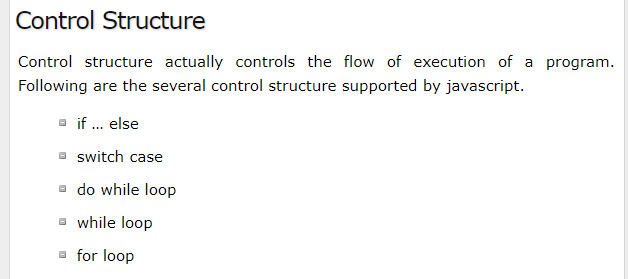 Control Structure
Control structure actually controls the flow of execution of a program.
Following are the several control structure supported by javascript.
if ... else
switch case
do while loop
while loop
for loop